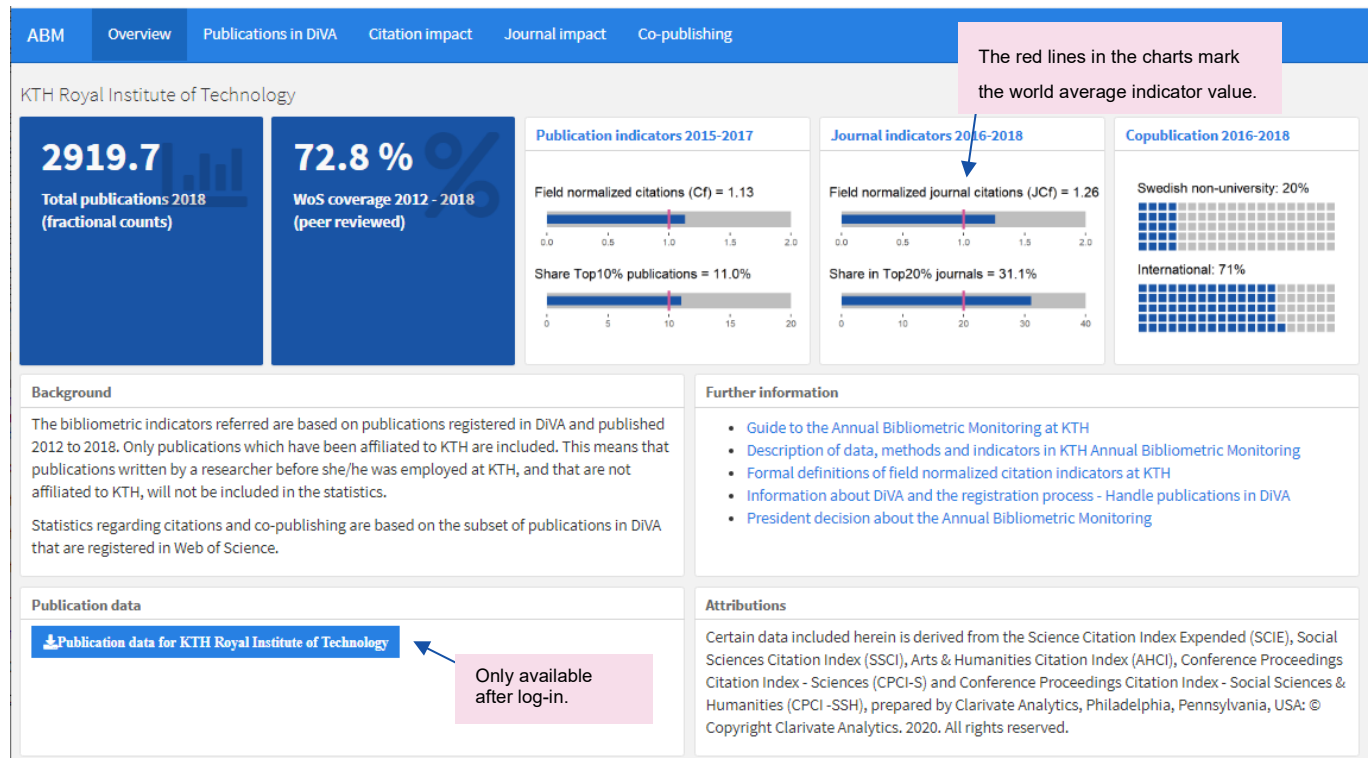 ABM Overview Publications in DiVA Citation impact Journal impact Co-publishing
The red lines in the charts mark
the world average indicator value.
KTH Royal Institute of Technology
2919.7
Total publications 2018
(fractional counts)
72.8 %
WoS coverage 2012 - 2018
(peer reviewed)
Publication indicators 2015-2017
Field normalized citations (Cf) = 1.13
0.0 0.5 1.0 1.5 2.0
Share Top10% publications = 11.0%
0 5 10 15 20
Journal indicators 2016-2018
Field normalized journal citations (JCf) = 1.26
0.0 0.5 1.0 1.5 2.0
Share in Top20% journals = 31.1%
0 10 20 30 40
Copublication 2016-2018
Swedish non-university: 20%
International: 71%
Background
The bibliometric indicators referred are based on publications registered in DiVA and published
2012 to 2018. Only publications which have been affiliated to KTH are included. This means that
publications written by a researcher before she/he was employed at KTH, and that are not
affiliated to KTH, will not be included in the statistics.
Statistics regarding citations and co-publishing are based on the subset of publications in DiVA
that are registered in Web of Science.
Further information
• Guide to the Annual Bibliometric Monitoring at KTH
• Description of data, methods and indicators in KTH Annual Bibliometric Monitoring
• Formal definitions of field normalized citation indicators at KTH
• Information about DiVA and the registration process - Handle publications in DiVA
• President decision about the Annual Bibliometric Monitoring
Publication data
Publication data for KTH Royal Institute of Technology
Only available
after log-in.
Attributions
Certain data included herein is derived from the Science Citation Index Expended (SCIE), Social
Sciences Citation Index (SSCI), Arts & Humanities Citation Index (AHCI), Conference Proceedings
Citation Index - Sciences (CPCI-S) and Conference Proceedings Citation Index - Social Sciences &
Humanities (CPCI -SSH), prepared by Clarivate Analytics, Philadelphia, Pennsylvania, USA: ©
Copyright Clarivate Analytics. 2020. All rights reserved.